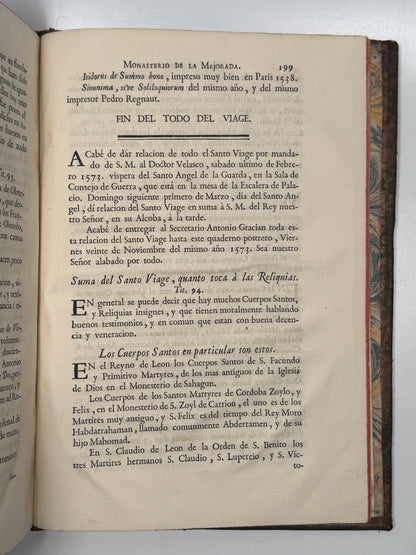 MONASTERIO DE LA MEJORADA. 199
Isidorus de Summo bono, impreso muy bien en Paris 1538.
Sinonima, sive Soliloquiorum del mismo año, y del mismo
impresor Pedro Regnaut.
FIN DEL TODO DEL VIAGE.
ACabé de dár relacion de todo el Santo Viage por manda-
do de S. M. al Doctor Velasco, sabado ultimo de Febre-
ro 1573. vispera del Santo Angel de la Guarda, en la Sala de
Consejo de Guerra, que está en la mesa de la Escalera de Pala-
cio. Domingo siguiente primero de Marzo, dia del Santo An-
gel, dí relacion del Santo Viage en suma à S. M. del Rey nues-
tro Señor, en su Alcoba, à la tarde.
Acabé de entregar al Secretario Antonio Gracian toda es-
ta relacion del Santo Viage hasta este quaderno postrero, Vier-
nes veinte de Noviembre del mismo año 1573. Sea nuestro
Señor alabado por todo.
Suma del Santo Viage, quanto toca à las Reliquias.
Tit. 94.
EN general se puede decir que hay muchos Cuerpos Santos,
y Reliquias insignes, y que tienen moralmente hablando
buenos testimonios, y en comun que estan con buena decen-
cia y veneracion.
Los Cuerpos Santos en particular son estos.
EN el Reyno de Leon los Cuerpos Santos de S. Facundo
y Primitivo Martyres, de los mas antiguos de la Iglesia
de Dios en el Monesterio de Sahagun.
Los Cuerpos de los Santos Martyres de Cordoba Zoylo, y
Felix, en el Monasterio de S. Zoyl de Carrion, el uno de los
Martires muy antiguo, y S. Felix es del tiempo del Rey Moro
Habdatrahaman, llamado comunmente Abderramen, y de su
hijo Mahomad.
En S. Claudio de Leon de la Orden de S. Benito los
tres Martires hermanos S. Claudio, S. Lupercio, y S. Vic-
to-